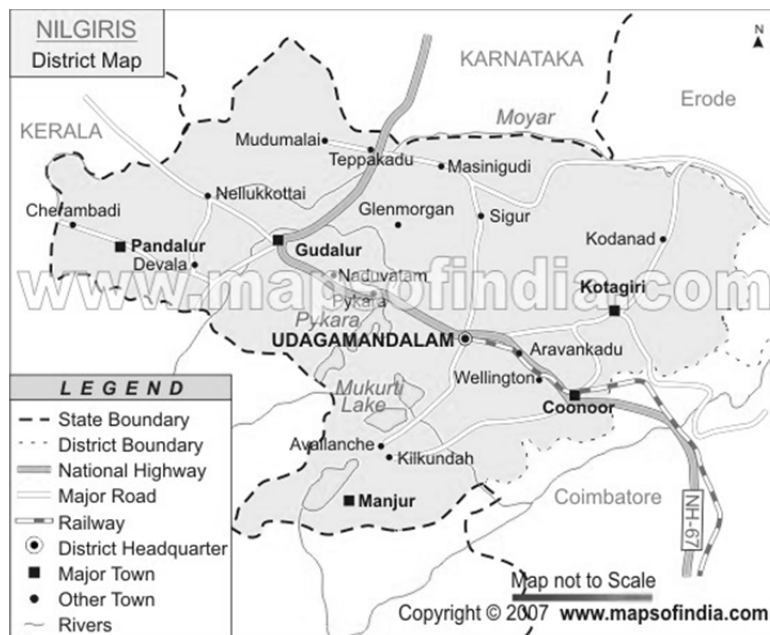 NILGIRIS
District Map
N
KARNATAKA
Erode
KERALA
Moyar
Mudumalai
Teppakadu
Masinigudi
Nellukkottai
Cherambadi
Glenmorgan
Sigur
Pandalur
Gudalur
Kodanad
Devala
Naduvatam
www.mapsofindia.com
Kotagiri
Pykara
Pykara
UDAGAMANDALAM
Aravankadu
Wellington
Mukurti
Lake
Coonoor
Avallanche
Kilkundah
Manjur
Coimbatore
NH-67
LEGEND
State Boundary
District Boundary
National Highway
Major Road
Railway
District Headquarter
Major Town
Other Town
Rivers
Map not to Scale
Copyright © 2007 www.mapsofindia.com